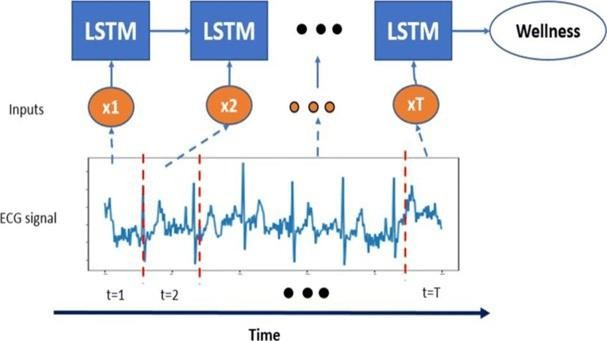 LSTM LSTM LSTM Wellness
Inputs x1 x2 xT
ECG signal
t=1 t=2 t=T
Time